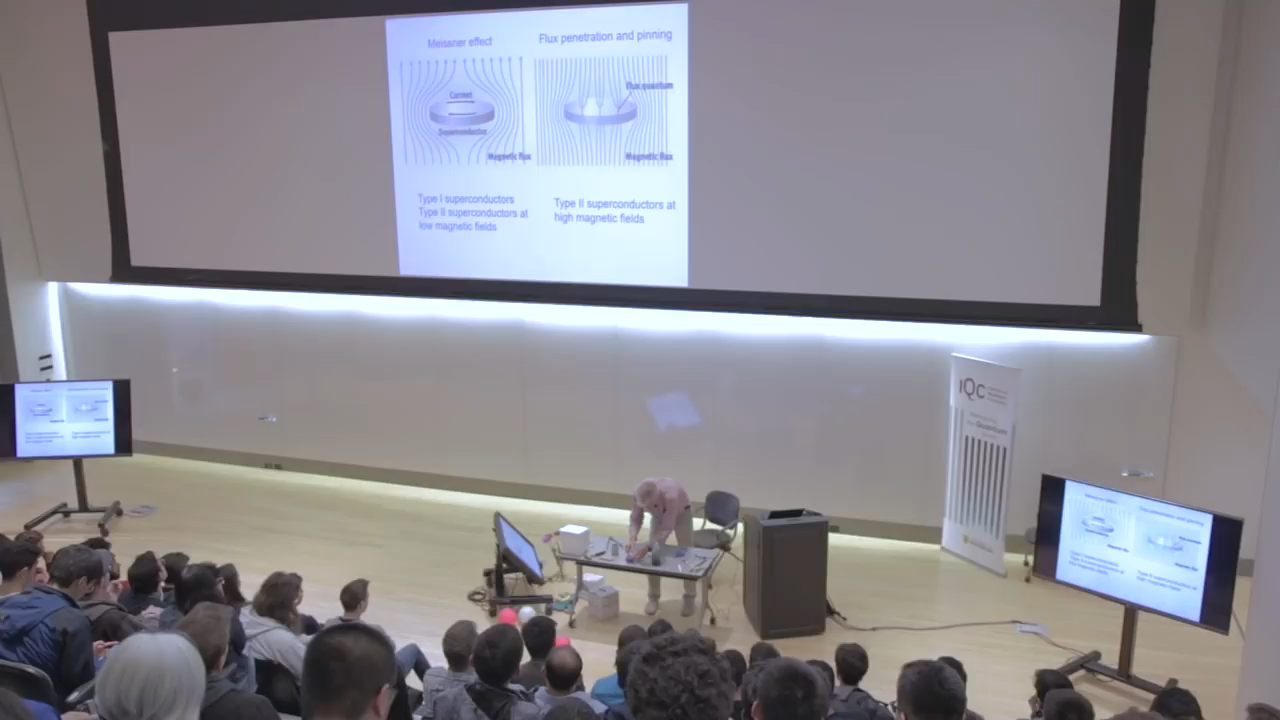 Meissner effect
Flux penetration and pinning
Current
Flux quantum
Superconductor
Magnetic flux
Magnetic flux
Type I superconductors
Type II superconductors at
low magnetic fields
Type II superconductors at
high magnetic fields
IQC